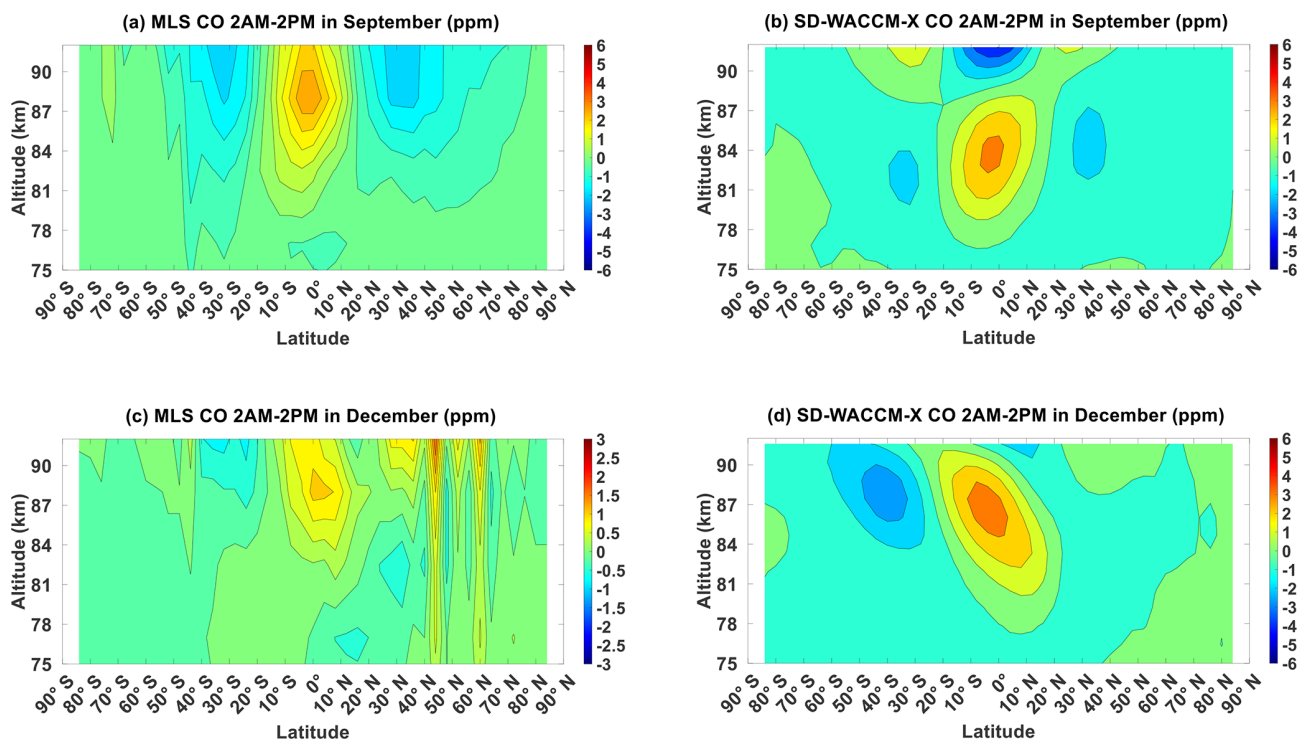 (a) MLS CO 2AM-2PM in September (ppm)
Altitude (km)
90
87
84
81
78
75
90° S
80° S
70° S
60° S
50° S
40° S
30° S
20° S
10° S
0°
10° N
20° N
30° N
40° N
50° N
60° N
70° N
80° N
90° N
Latitude
6
5
4
3
2
1
0
-1
-2
-3
-4
-5
-6
(b) SD-WACCM-X CO 2AM-2PM in September (ppm)
Altitude (km)
90
87
84
81
78
75
90° S
80° S
70° S
60° S
50° S
40° S
30° S
20° S
10° S
0°
10° N
20° N
30° N
40° N
50° N
60° N
70° N
80° N
90° N
Latitude
6
5
4
3
2
1
0
-1
-2
-3
-4
-5
-6
(c) MLS CO 2AM-2PM in December (ppm)
Altitude (km)
90
87
84
81
78
75
90° S
80° S
70° S
60° S
50° S
40° S
30° S
20° S
10° S
0°
10° N
20° N
30° N
40° N
50° N
60° N
70° N
80° N
90° N
Latitude
3
2.5
2
1.5
1
0.5
0
-0.5
-1
-1.5
-2
-2.5
-3
(d) SD-WACCM-X CO 2AM-2PM in December (ppm)
Altitude (km)
90
87
84
81
78
75
90° S
80° S
70° S
60° S
50° S
40° S
30° S
20° S
10° S
0°
10° N
20° N
30° N
40° N
50° N
60° N
70° N
80° N
90° N
Latitude
6
5
4
3
2
1
0
-1
-2
-3
-4
-5
-6